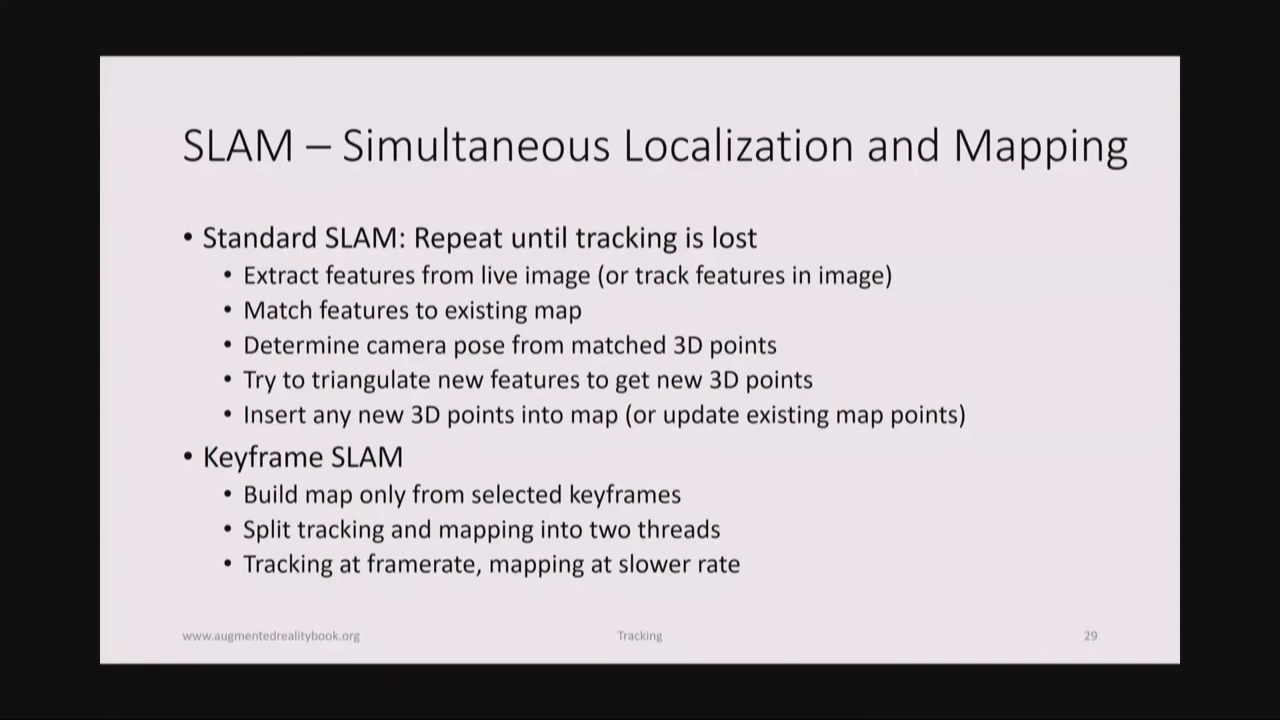 SLAM – Simultaneous Localization and Mapping
• Standard SLAM: Repeat until tracking is lost
• Extract features from live image (or track features in image)
• Match features to existing map
• Determine camera pose from matched 3D points
• Try to triangulate new features to get new 3D points
• Insert any new 3D points into map (or update existing map points)
• Keyframe SLAM
• Build map only from selected keyframes
• Split tracking and mapping into two threads
• Tracking at framerate, mapping at slower rate
www.augmentedrealitybook.org
Tracking
29